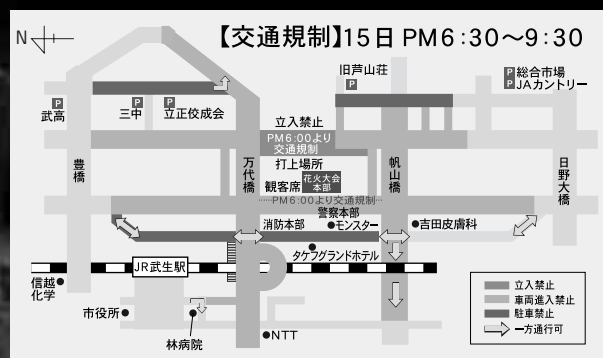 【交通規制】15日 PM6:30～9:30
N
旧芦山荘
P
P 総合市場
P JAカントリー
P
武高
P
三中
P
立正佼成会
立入禁止
PM6:00より
交通規制
打上場所
観客席
花火大会
本部
PM6:00より交通規制
豊橋
万代橋
帆山橋
日野大橋
消防本部
警察本部
モンスター
吉田皮膚科
タケフグランドホテル
JR武生駅
信越
化学
市役所
林病院
NTT
立入禁止
車両進入禁止
駐車禁止
一方通行可